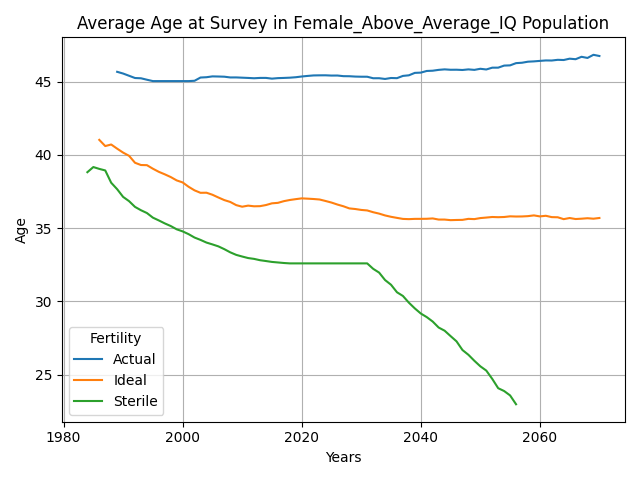 Average Age at Survey in Female_Above_Average_IQ Population
Age
45
40
35
30
25
Fertility
Actual
Ideal
Sterile
1980
2000
2020
2040
2060
Years